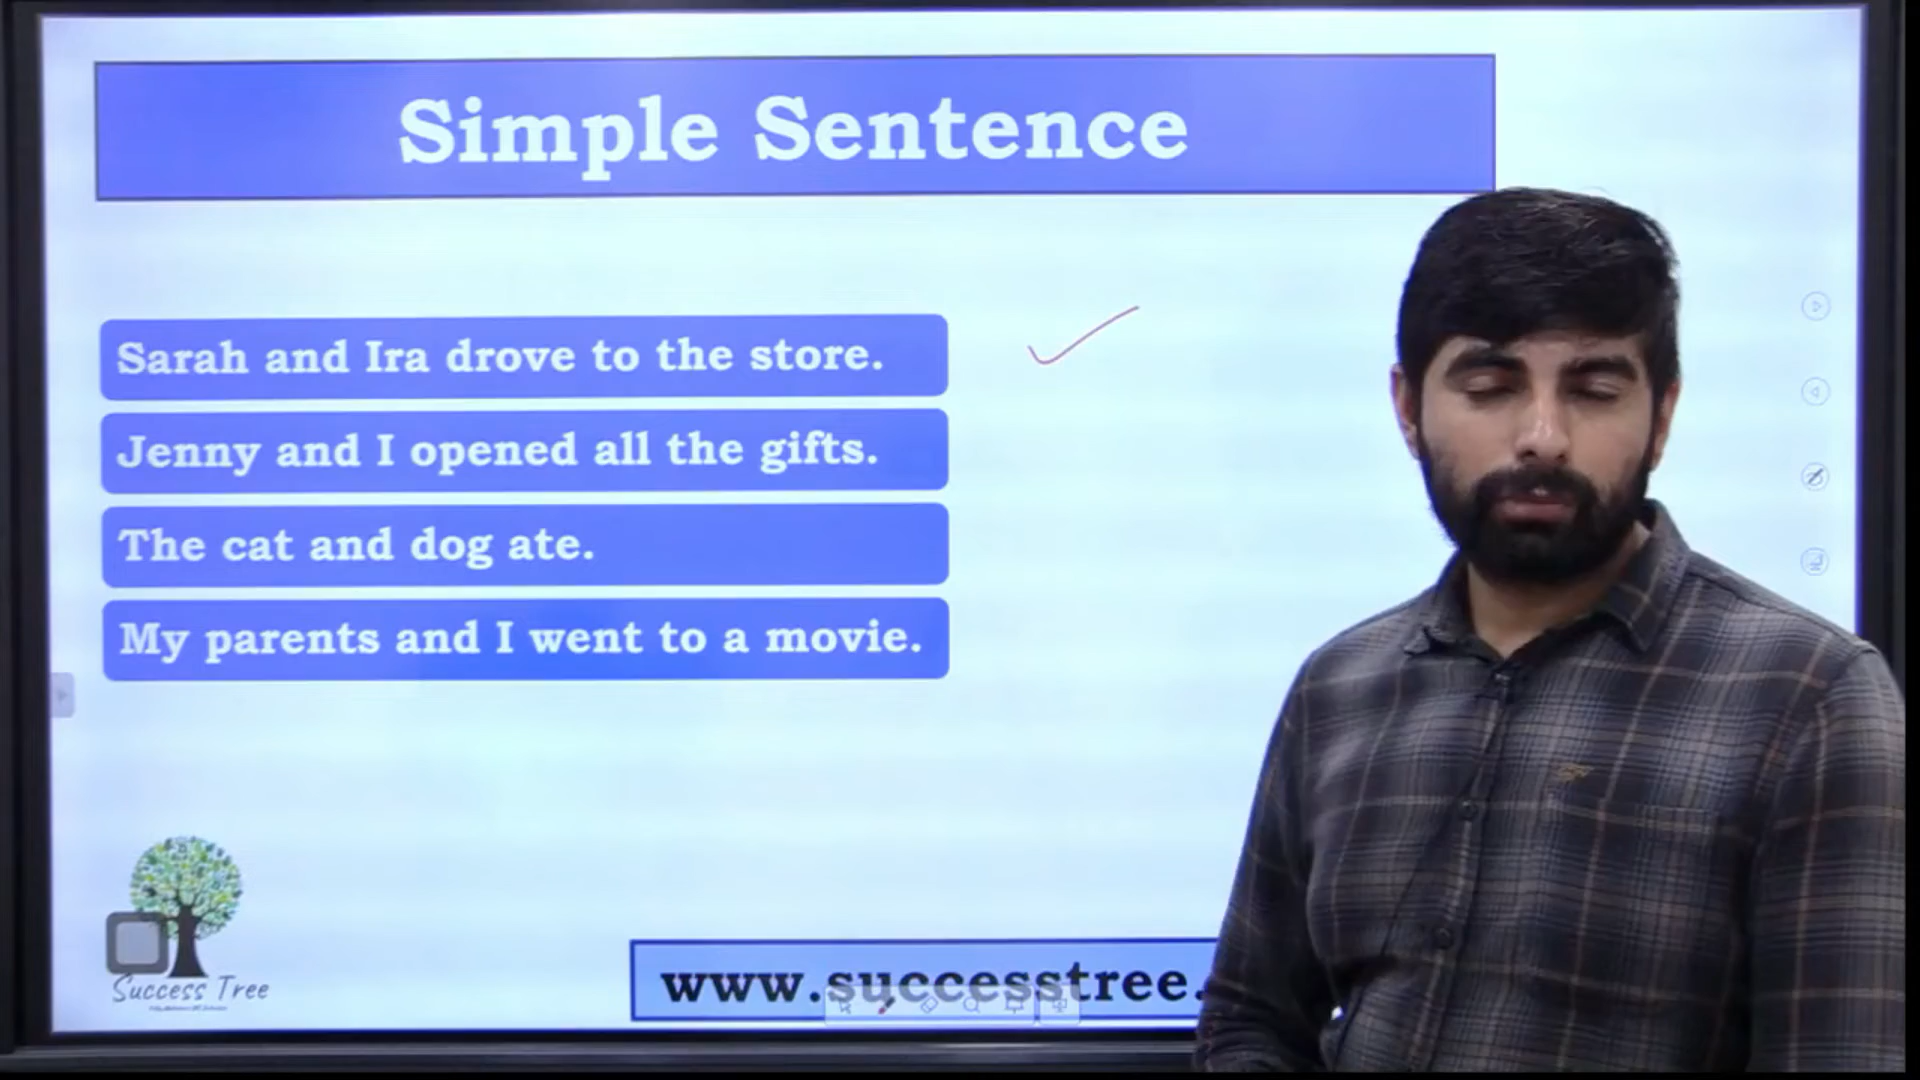 Simple Sentence
Sarah and Ira drove to the store.
Jenny and I opened all the gifts.
The cat and dog ate.
My parents and I went to a movie.
Success Tree
www.successtree.